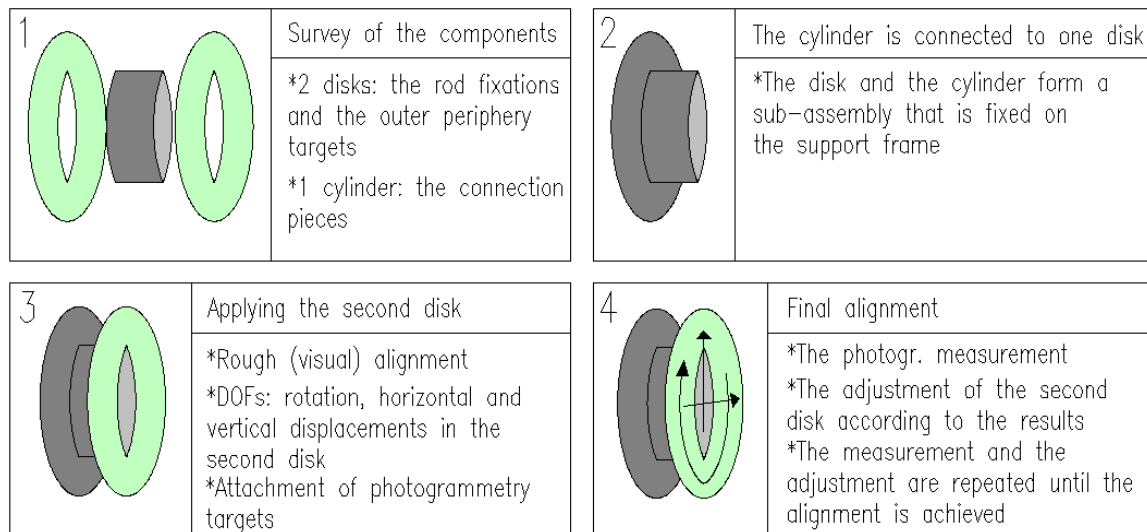 1
Survey of the components
*2 disks: the rod fixations
and the outer periphery
targets
*1 cylinder: the connection
pieces
2
The cylinder is connected to one disk
*The disk and the cylinder form a
sub-assembly that is fixed on
the support frame
3
Applying the second disk
*Rough (visual) alignment
*DOFs: rotation, horizontal and
vertical displacements in the
second disk
*Attachment of photogrammetry
targets
4
Final alignment
*The photogr. measurement
*The adjustment of the second
disk according to the results
*The measurement and the
adjustment are repeated until the
alignment is achieved